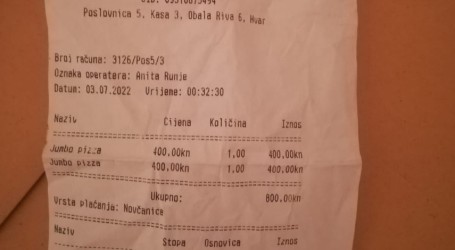 Poslovnica 5, Kasa 3, Obala Riva 6, Hvar
Broj računa: 3126/Pos5/3
Oznaka operatera: Anita Runje
Datum: 03.07.2022 Vrijeme: 00:32:30
Naziv Cijena Količina Iznos
Jumbo pizza 400.00kn 1.00 400.00kn
Jumbo pizza 400.00kn 1.00 400.00kn
Ukupno: 800.00kn
Vrsta plaćanja: Novčanice
Naziv Stopa Osnovica Iznos